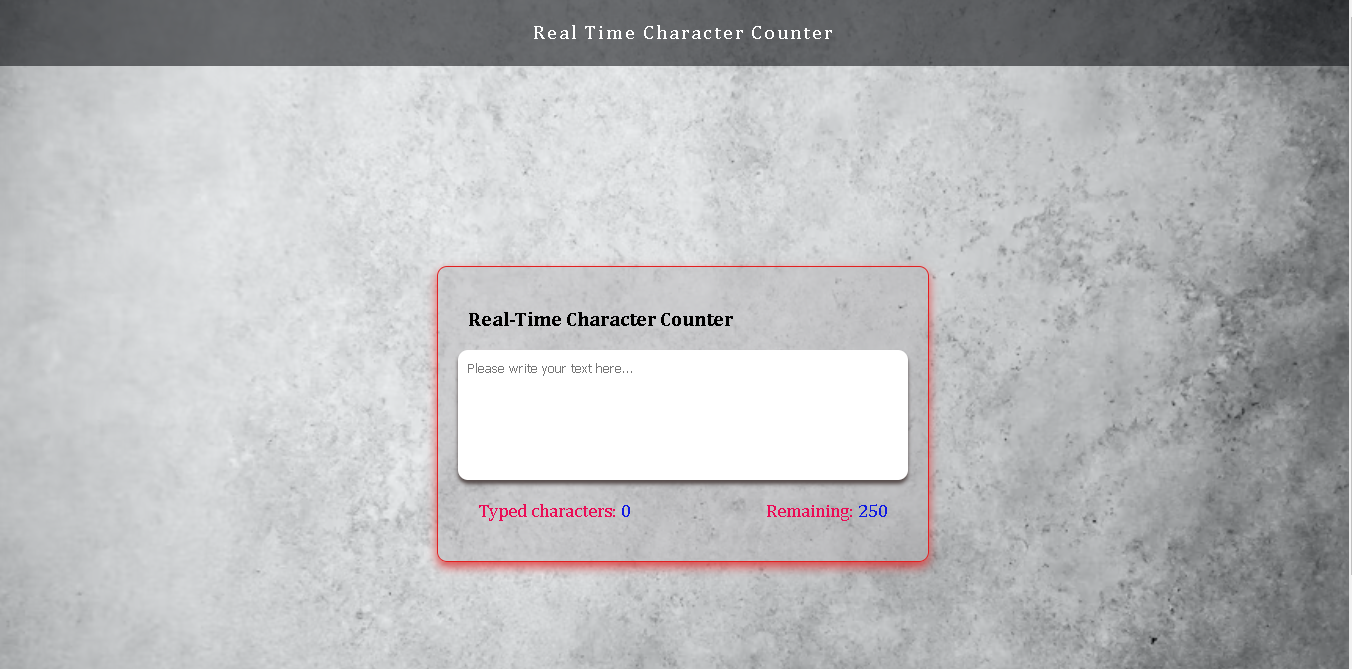 Real Time Character Counter
Real-Time Character Counter
Please write your text here...
Typed characters: 0 Remaining: 250